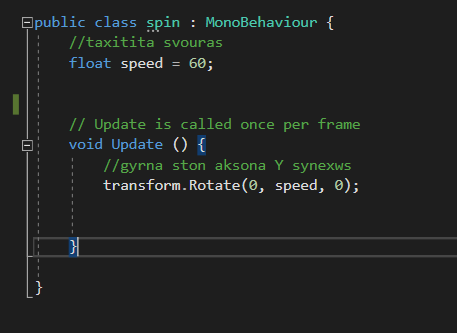 public class spin : MonoBehaviour {
//taxitita svouras
float speed = 60;
// Update is called once per frame
void Update () {
//gyrna ston aksona Y synexws
transform.Rotate(0, speed, 0);
}
}